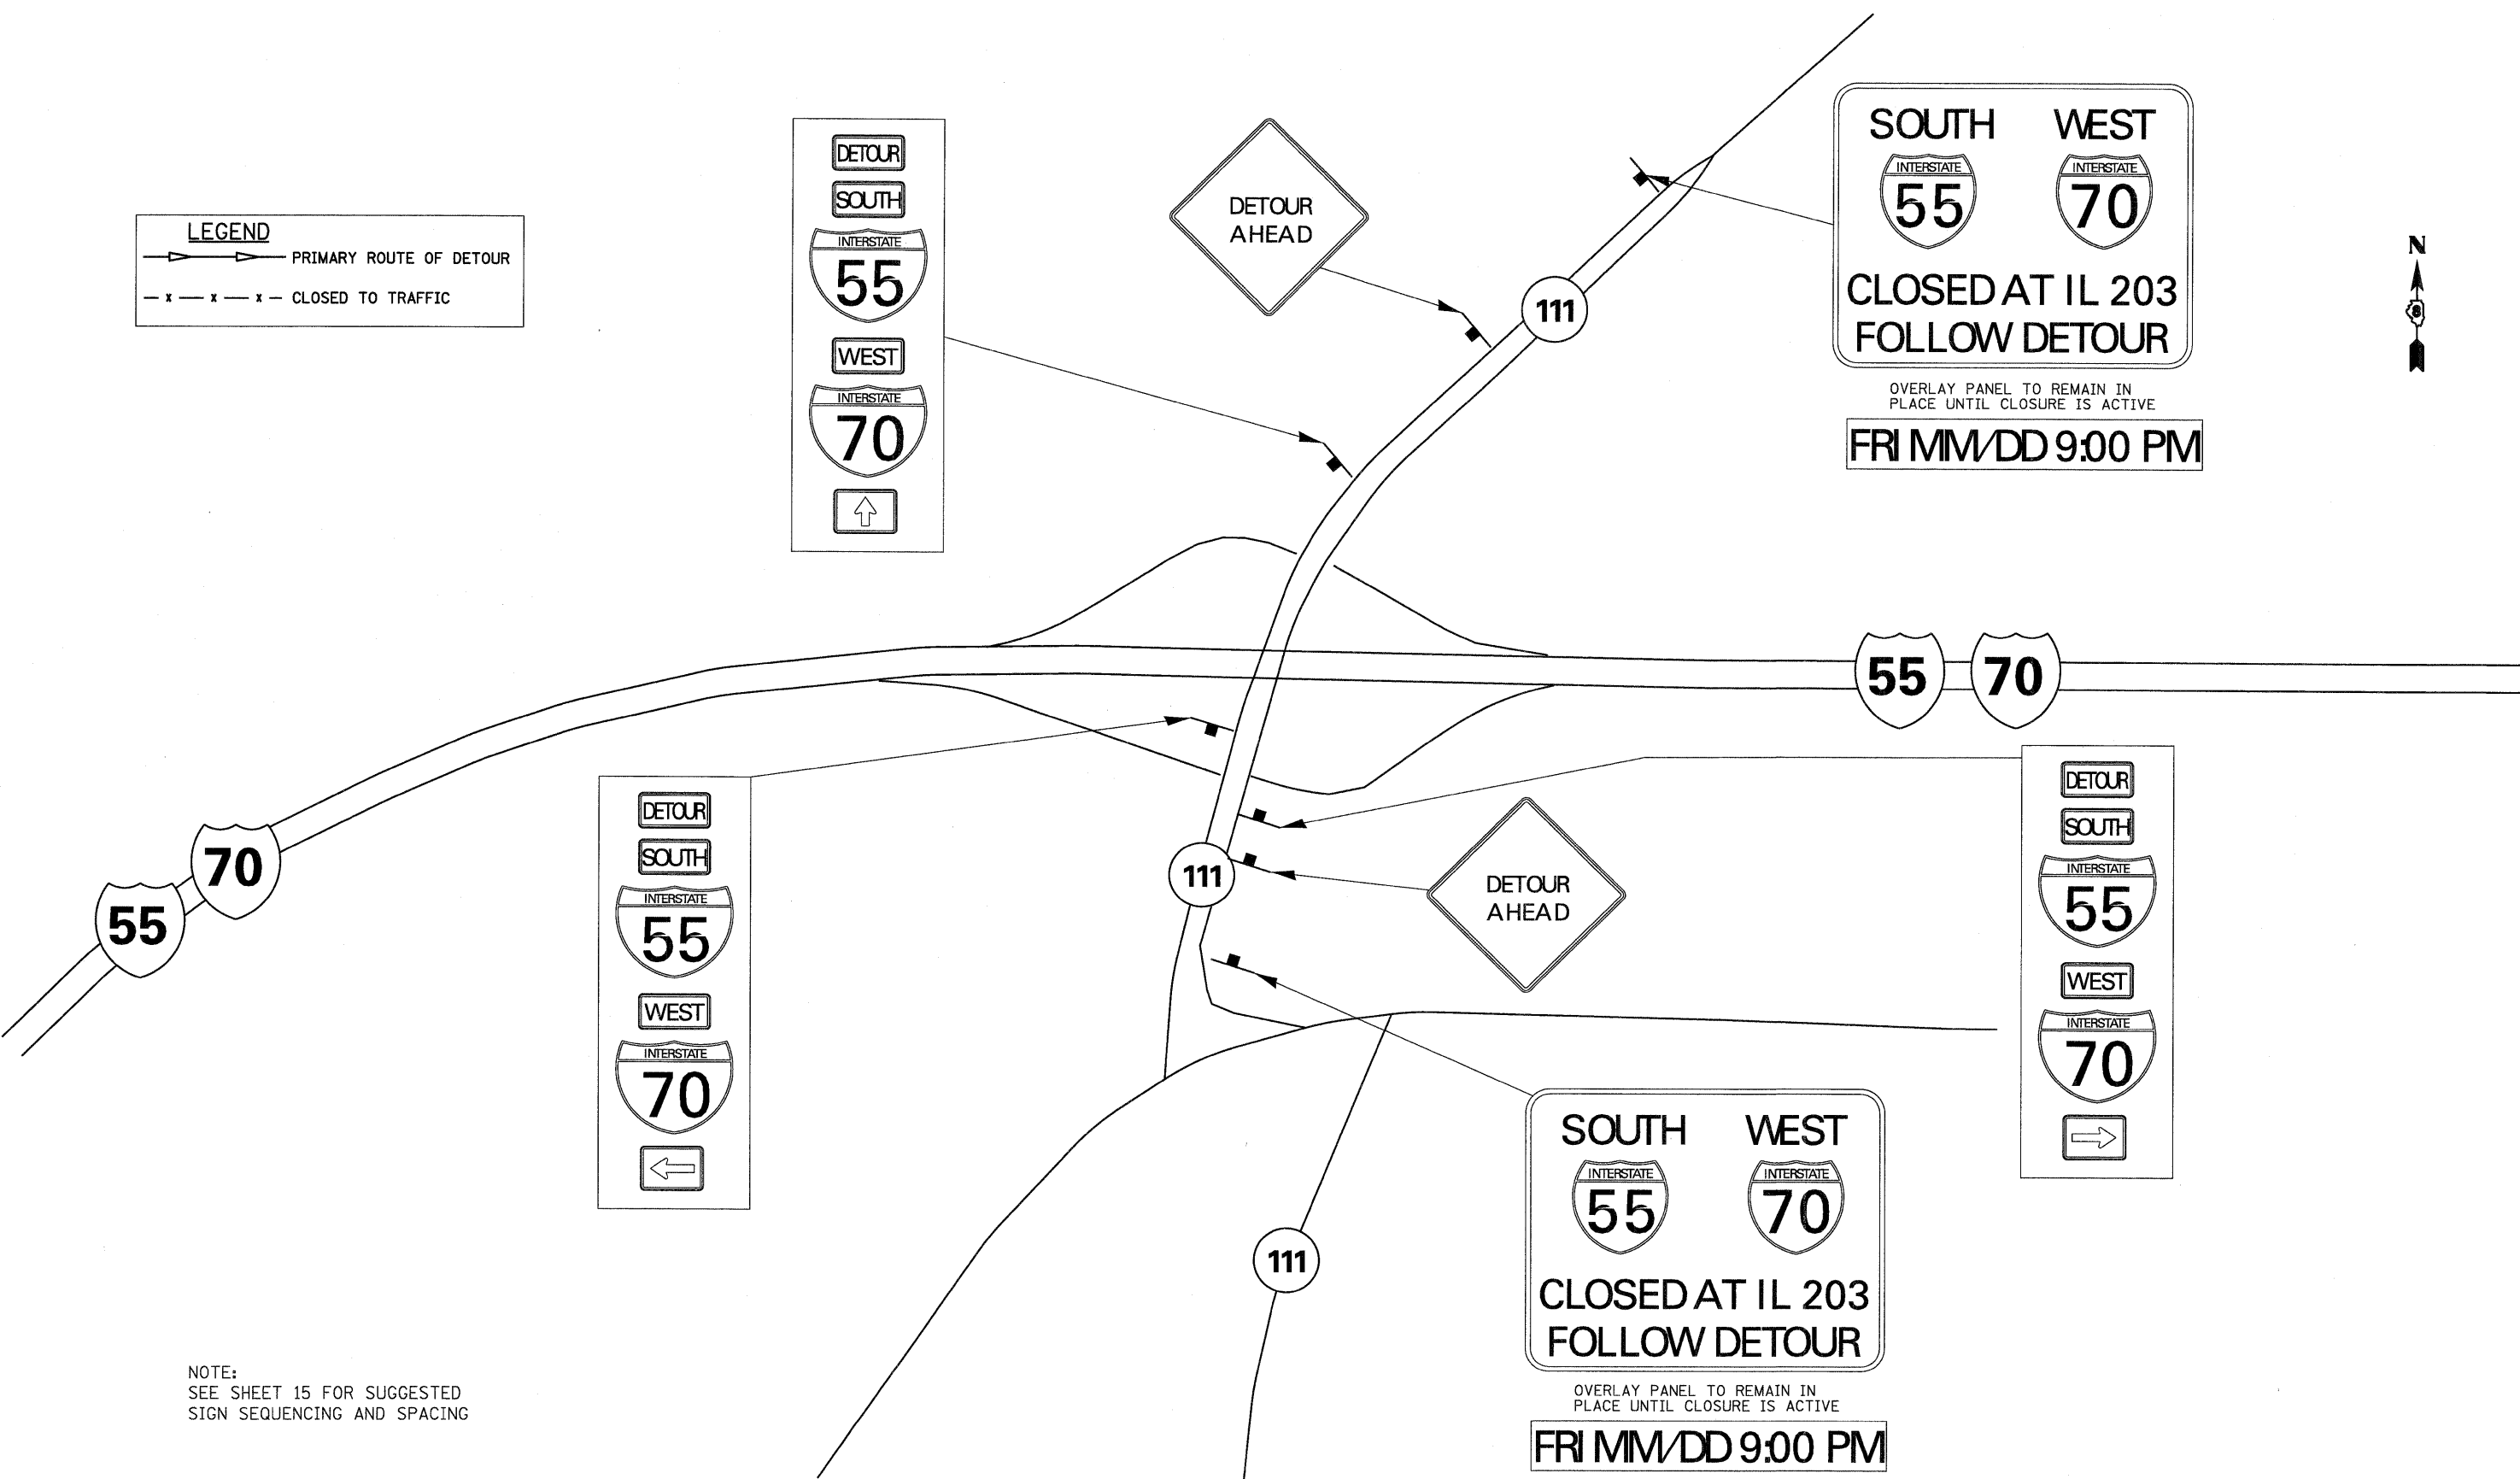 LEGEND
PRIMARY ROUTE OF DETOUR
— x — x — x — CLOSED TO TRAFFIC
DETOUR
SOUTH
INTERSTATE
55
WEST
INTERSTATE
70
DETOUR
AHEAD
111
SOUTH WEST
INTERSTATE INTERSTATE
55 70
CLOSED AT IL 203
FOLLOW DETOUR
OVERLAY PANEL TO REMAIN IN
PLACE UNTIL CLOSURE IS ACTIVE
FRI MM/DD 9:00 PM
N
8
55 70
70
55
DETOUR
SOUTH
INTERSTATE
55
WEST
INTERSTATE
70
111
DETOUR
AHEAD
DETOUR
SOUTH
INTERSTATE
55
WEST
INTERSTATE
70
111
SOUTH WEST
INTERSTATE INTERSTATE
55 70
CLOSED AT IL 203
FOLLOW DETOUR
OVERLAY PANEL TO REMAIN IN
PLACE UNTIL CLOSURE IS ACTIVE
FRI MM/DD 9:00 PM
NOTE:
SEE SHEET 15 FOR SUGGESTED
SIGN SEQUENCING AND SPACING